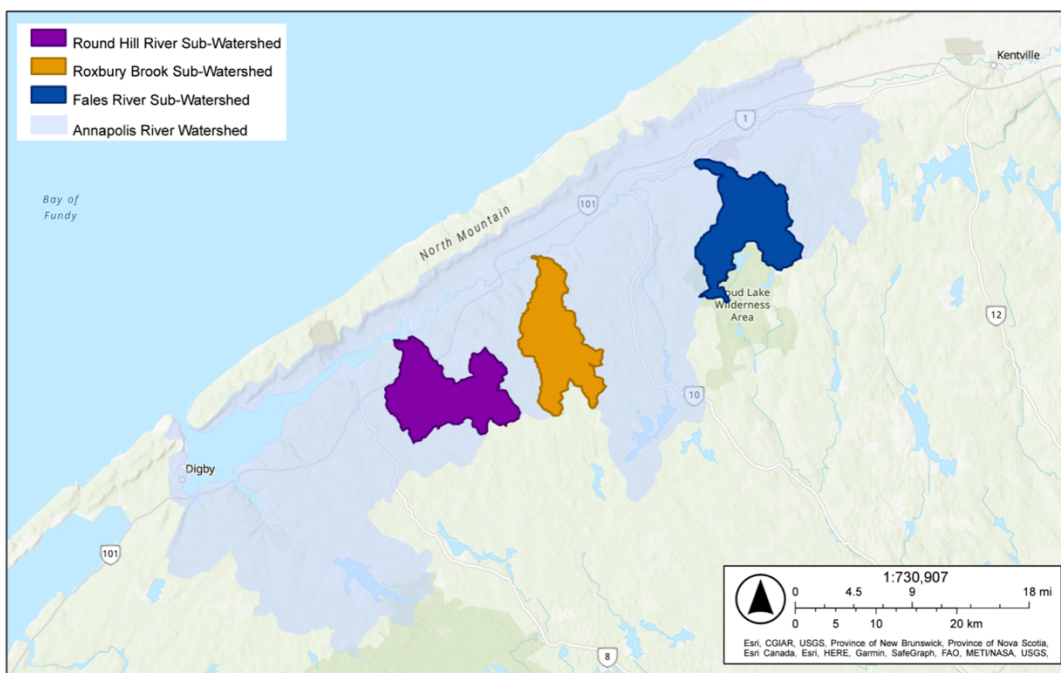 Round Hill River Sub-Watershed
Roxbury Brook Sub-Watershed
Fales River Sub-Watershed
Annapolis River Watershed
Kentville
1
Bay of
Fundy
101
North Mountain
oud Lake
Wilderness
Area
12
10
Digby
101
8
1:730,907
0 4.5 9 18 mi
0 5 10 20 km
Esri, CGIAR, USGS, Province of New Brunswick, Province of Nova Scotia,
Esri Canada, Esri, HERE, Garmin, SafeGraph, FAO, METI/NASA, USGS,